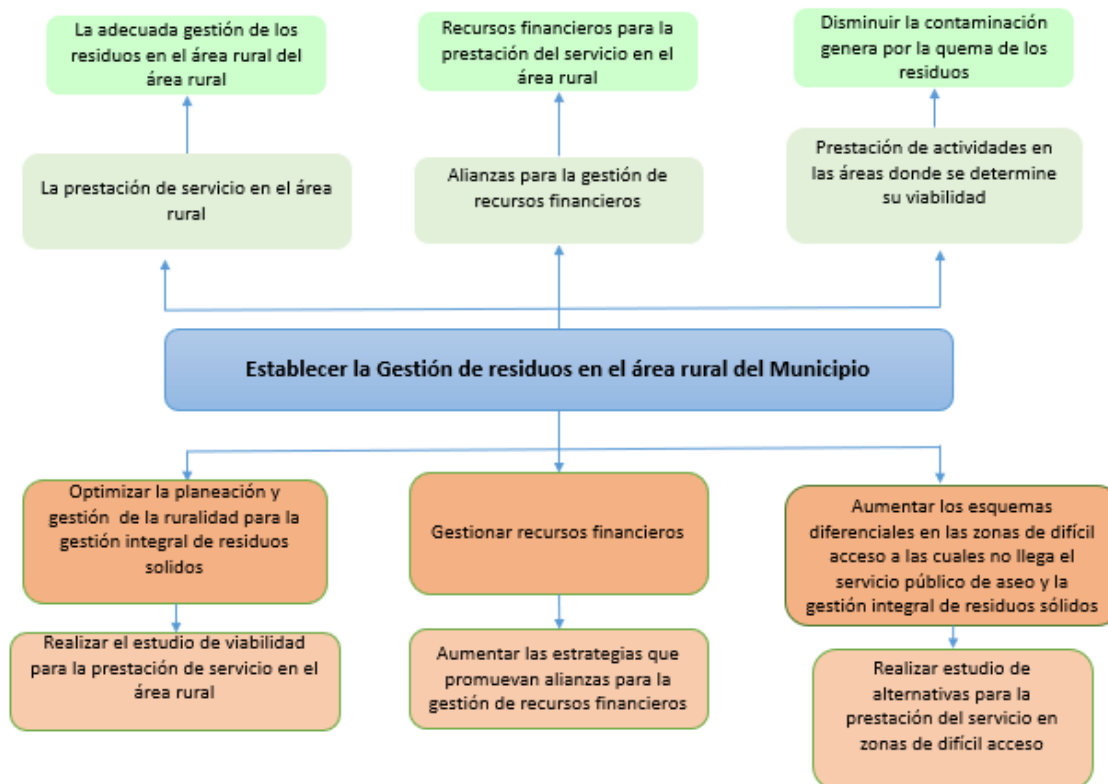 La adecuada gestión de los
residuos en el área rural del
área rural
Recursos financieros para la
prestación del servicio en el
área rural
Disminuir la contaminación
genera por la quema de los
residuos
La prestación de servicio en el área
rural
Alianzas para la gestión de
recursos financieros
Prestación de actividades en
las áreas donde se determine
su viabilidad
Establecer la Gestión de residuos en el área rural del Municipio
Optimizar la planeación y
gestión de la ruralidad para la
gestión integral de residuos
solidos
Gestionar recursos financieros
Aumentar los esquemas
diferenciales en las zonas de difícil
acceso a las cuales no llega el
servicio público de aseo y la
gestión integral de residuos sólidos
Realizar el estudio de viabilidad
para la prestación de servicio en el
área rural
Aumentar las estrategias que
promuevan alianzas para la
gestión de recursos financieros
Realizar estudio de
alternativas para la
prestación del servicio en
zonas de difícil acceso